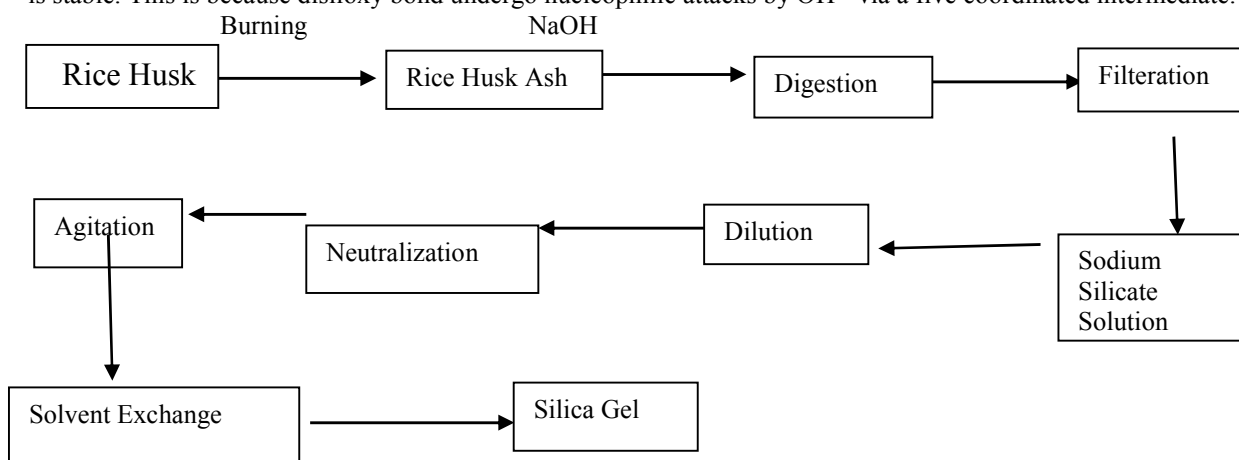 is stable. This is because disiloxy bond undergo nucleophilic attacks by OH⁻ via a five coordinated intermediate.
Burning NaOH
Rice Husk Rice Husk Ash Digestion Filteration
Agitation Neutralization Dilution Sodium
Silicate
Solution
Solvent Exchange Silica Gel